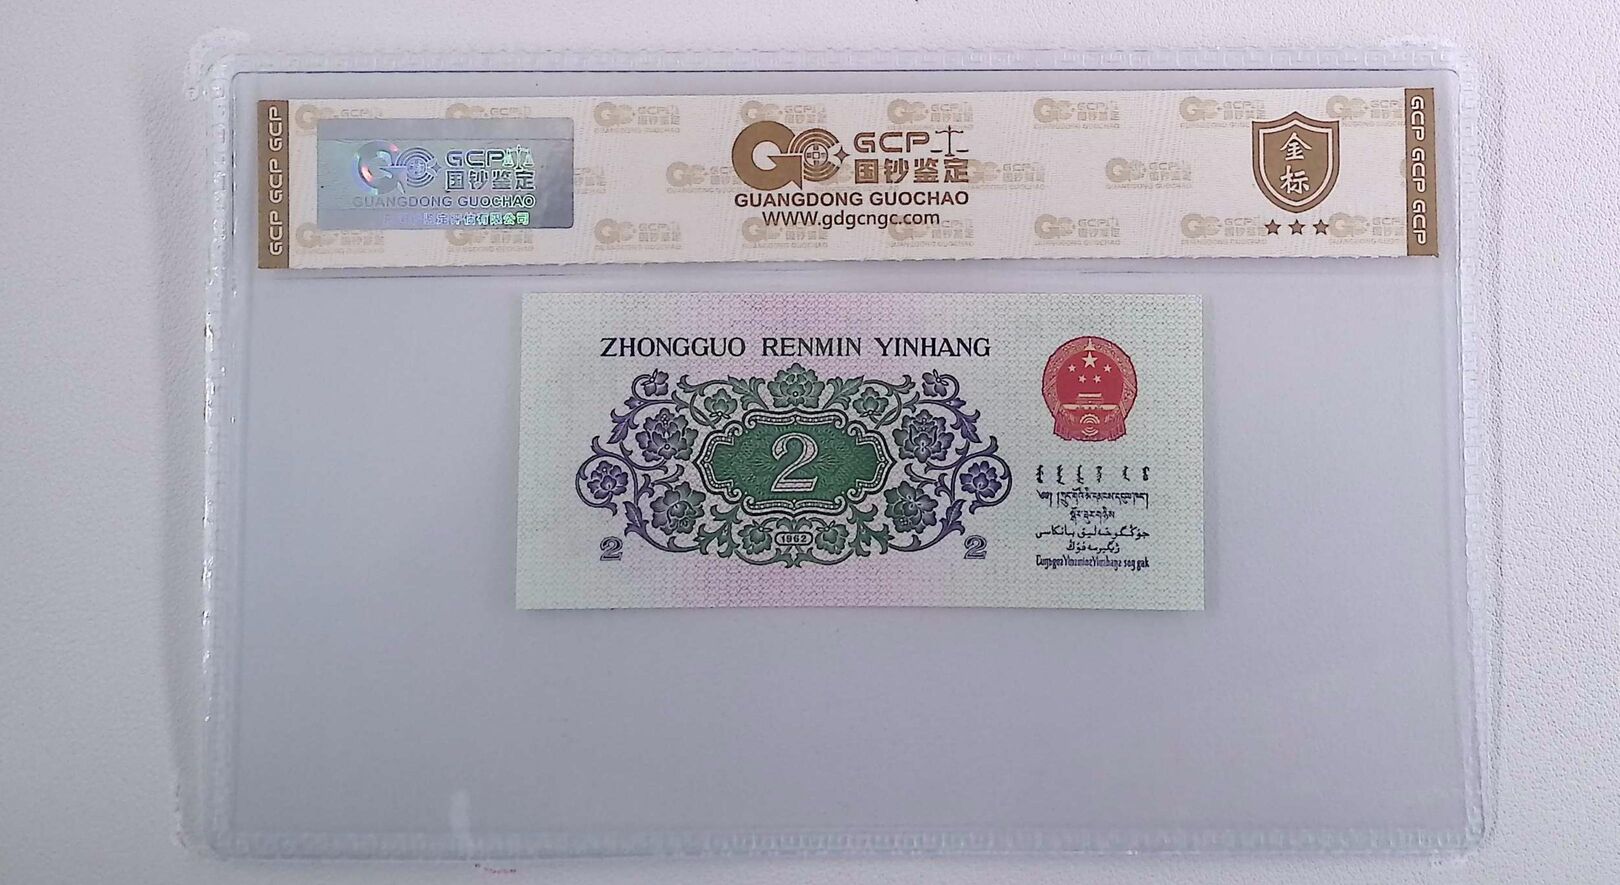 GCP GCP GCP
GCP
国钞鉴定
GUANGDONG GUOCHAO
GCP
国钞鉴定
GUANGDONG GUOCHAO
WWW.gdgcngc.com
金标
GCP GCP GCP
ZHONGGUO RENMIN YINHANG
2
1962
2
2